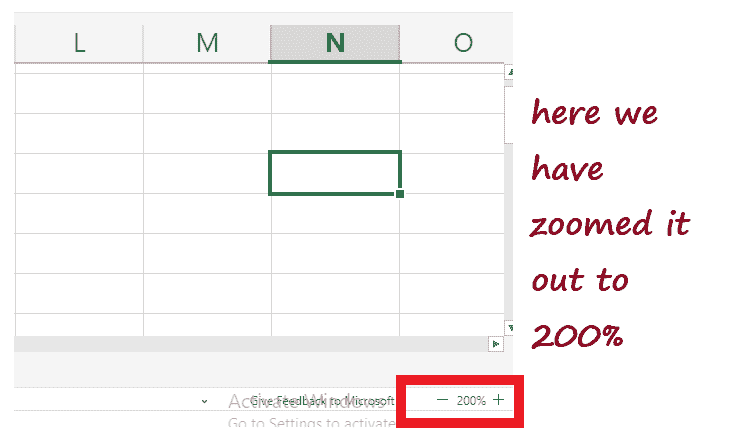 L M N O
here we
have
zoomed it
out to
200%
Give Feedback to Microsoft — 200% +
Activate Windows
Go to Settings to activate